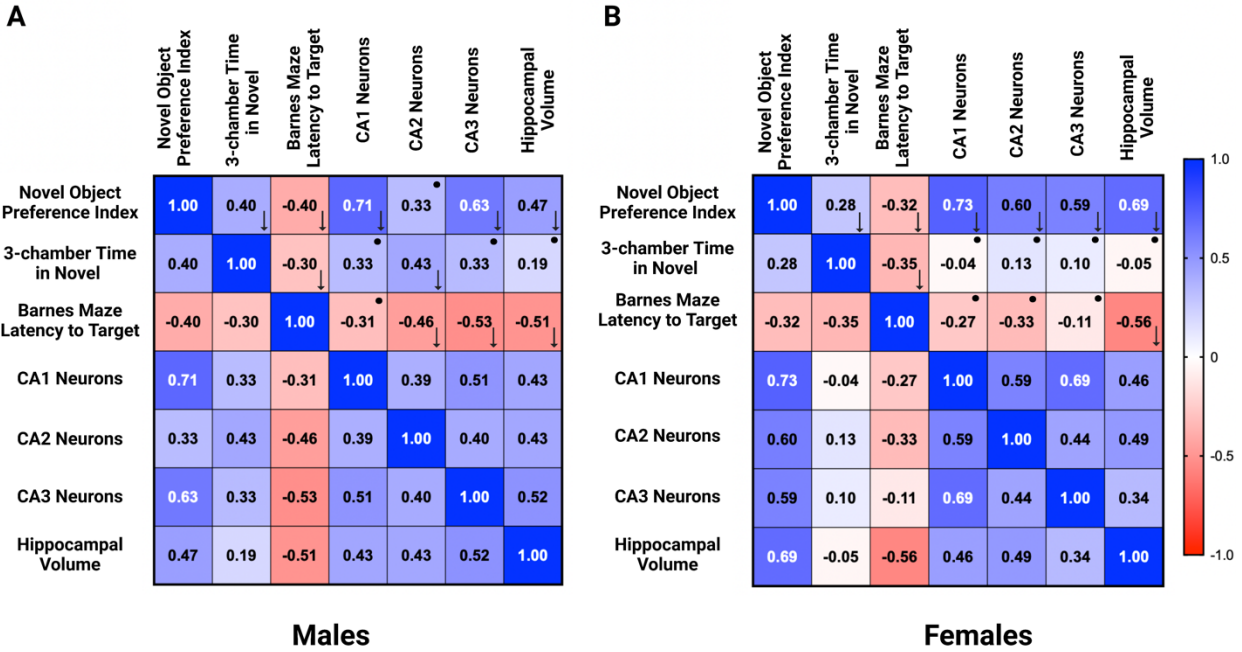 A
B
Novel Object
Preference Index
3-chamber Time
in Novel
Barnes Maze
Latency to Target
CA1 Neurons
CA2 Neurons
CA3 Neurons
Hippocampal
Volume
Novel Object
Preference Index
1.00 0.40 -0.40 0.71 0.33 0.63 0.47
3-chamber Time
in Novel
0.40 1.00 -0.30 0.33 0.43 0.33 0.19
Barnes Maze
Latency to Target
-0.40 -0.30 1.00 -0.31 -0.46 -0.53 -0.51
CA1 Neurons
0.71 0.33 -0.31 1.00 0.39 0.51 0.43
CA2 Neurons
0.33 0.43 -0.46 0.39 1.00 0.40 0.43
CA3 Neurons
0.63 0.33 -0.53 0.51 0.40 1.00 0.52
Hippocampal
Volume
0.47 0.19 -0.51 0.43 0.43 0.52 1.00
Males
Novel Object
Preference Index
3-chamber Time
in Novel
Barnes Maze
Latency to Target
CA1 Neurons
CA2 Neurons
CA3 Neurons
Hippocampal
Volume
Novel Object
Preference Index
1.00 0.28 -0.32 0.73 0.60 0.59 0.69
3-chamber Time
in Novel
0.28 1.00 -0.35 -0.04 0.13 0.10 -0.05
Barnes Maze
Latency to Target
-0.32 -0.35 1.00 -0.27 -0.33 -0.11 -0.56
CA1 Neurons
0.73 -0.04 -0.27 1.00 0.59 0.69 0.46
CA2 Neurons
0.60 0.13 -0.33 0.59 1.00 0.44 0.49
CA3 Neurons
0.59 0.10 -0.11 0.69 0.44 1.00 0.34
Hippocampal
Volume
0.69 -0.05 -0.56 0.46 0.49 0.34 1.00
Females
1.0
0.5
0
-0.5
-1.0